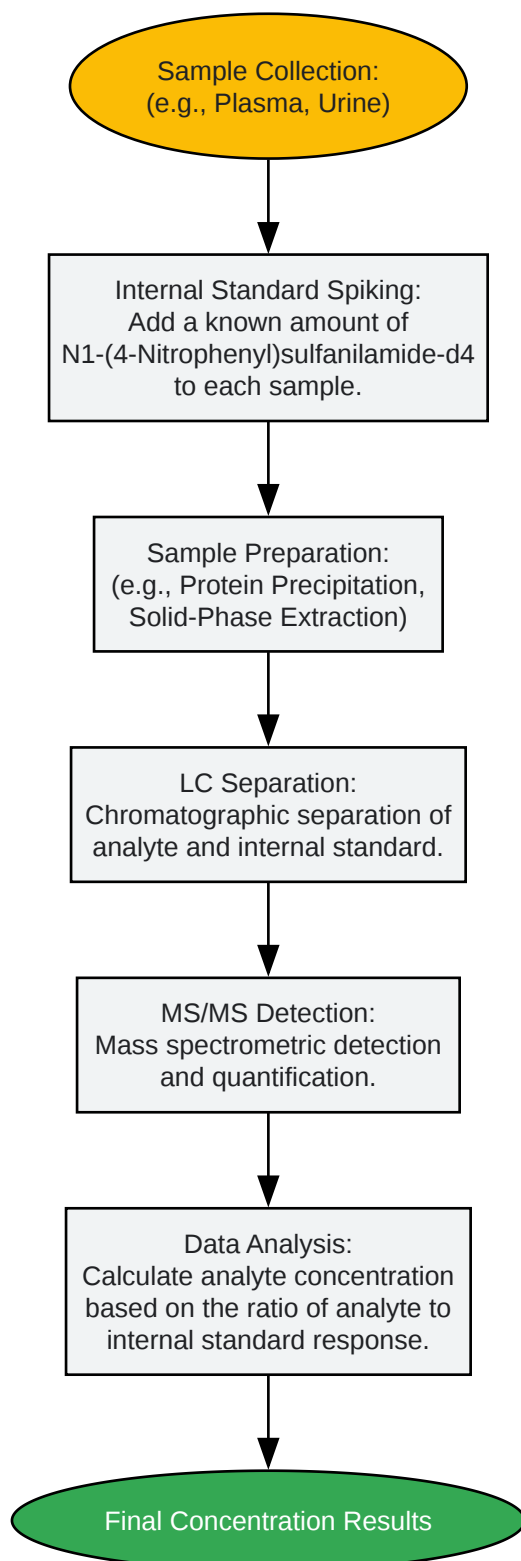 Sample Collection:
(e.g., Plasma, Urine)
Internal Standard Spiking:
Add a known amount of
N1-(4-Nitrophenyl)sulfanilamide-d4
to each sample.
Sample Preparation:
(e.g., Protein Precipitation,
Solid-Phase Extraction)
LC Separation:
Chromatographic separation of
analyte and internal standard.
MS/MS Detection:
Mass spectrometric detection
and quantification.
Data Analysis:
Calculate analyte concentration
based on the ratio of analyte to
internal standard response.
Final Concentration Results